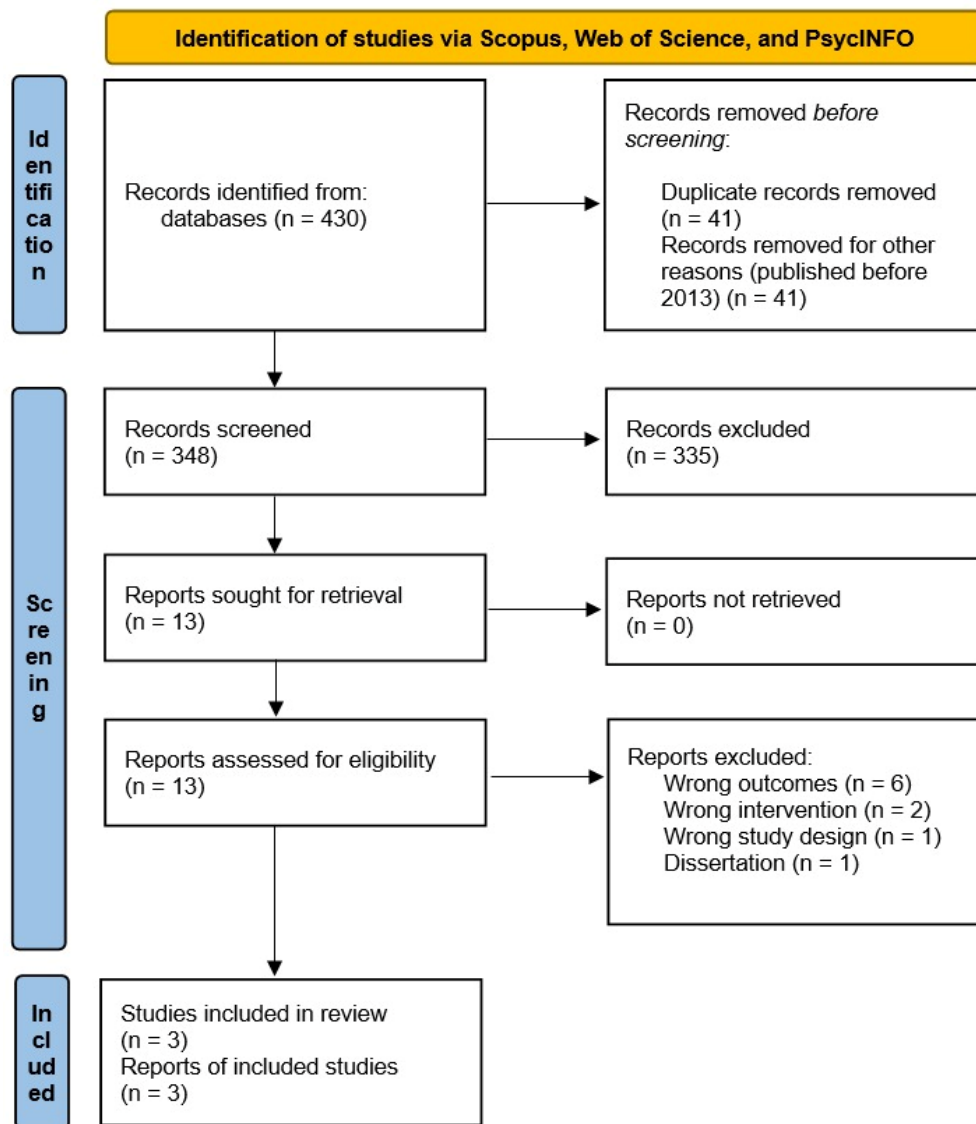 Identification of studies via Scopus, Web of Science, and PsycINFO
Id
en
tifi
ca
tio
n
Records identified from:
databases (n = 430)
Records removed before
screening:
Duplicate records removed
(n = 41)
Records removed for other
reasons (published before
2013) (n = 41)
Sc
re
en
in
g
Records screened
(n = 348)
Records excluded
(n = 335)
Reports sought for retrieval
(n = 13)
Reports not retrieved
(n = 0)
Reports assessed for eligibility
(n = 13)
Reports excluded:
Wrong outcomes (n = 6)
Wrong intervention (n = 2)
Wrong study design (n = 1)
Dissertation (n = 1)
In
cl
ud
ed
Studies included in review
(n = 3)
Reports of included studies
(n = 3)